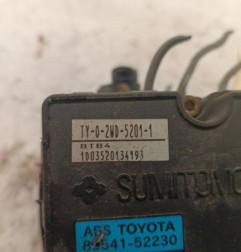 TY-0-2WD-5201-1
BTB4
1003520134193
SUMITOMO
ABS TOYOTA
89541-52230